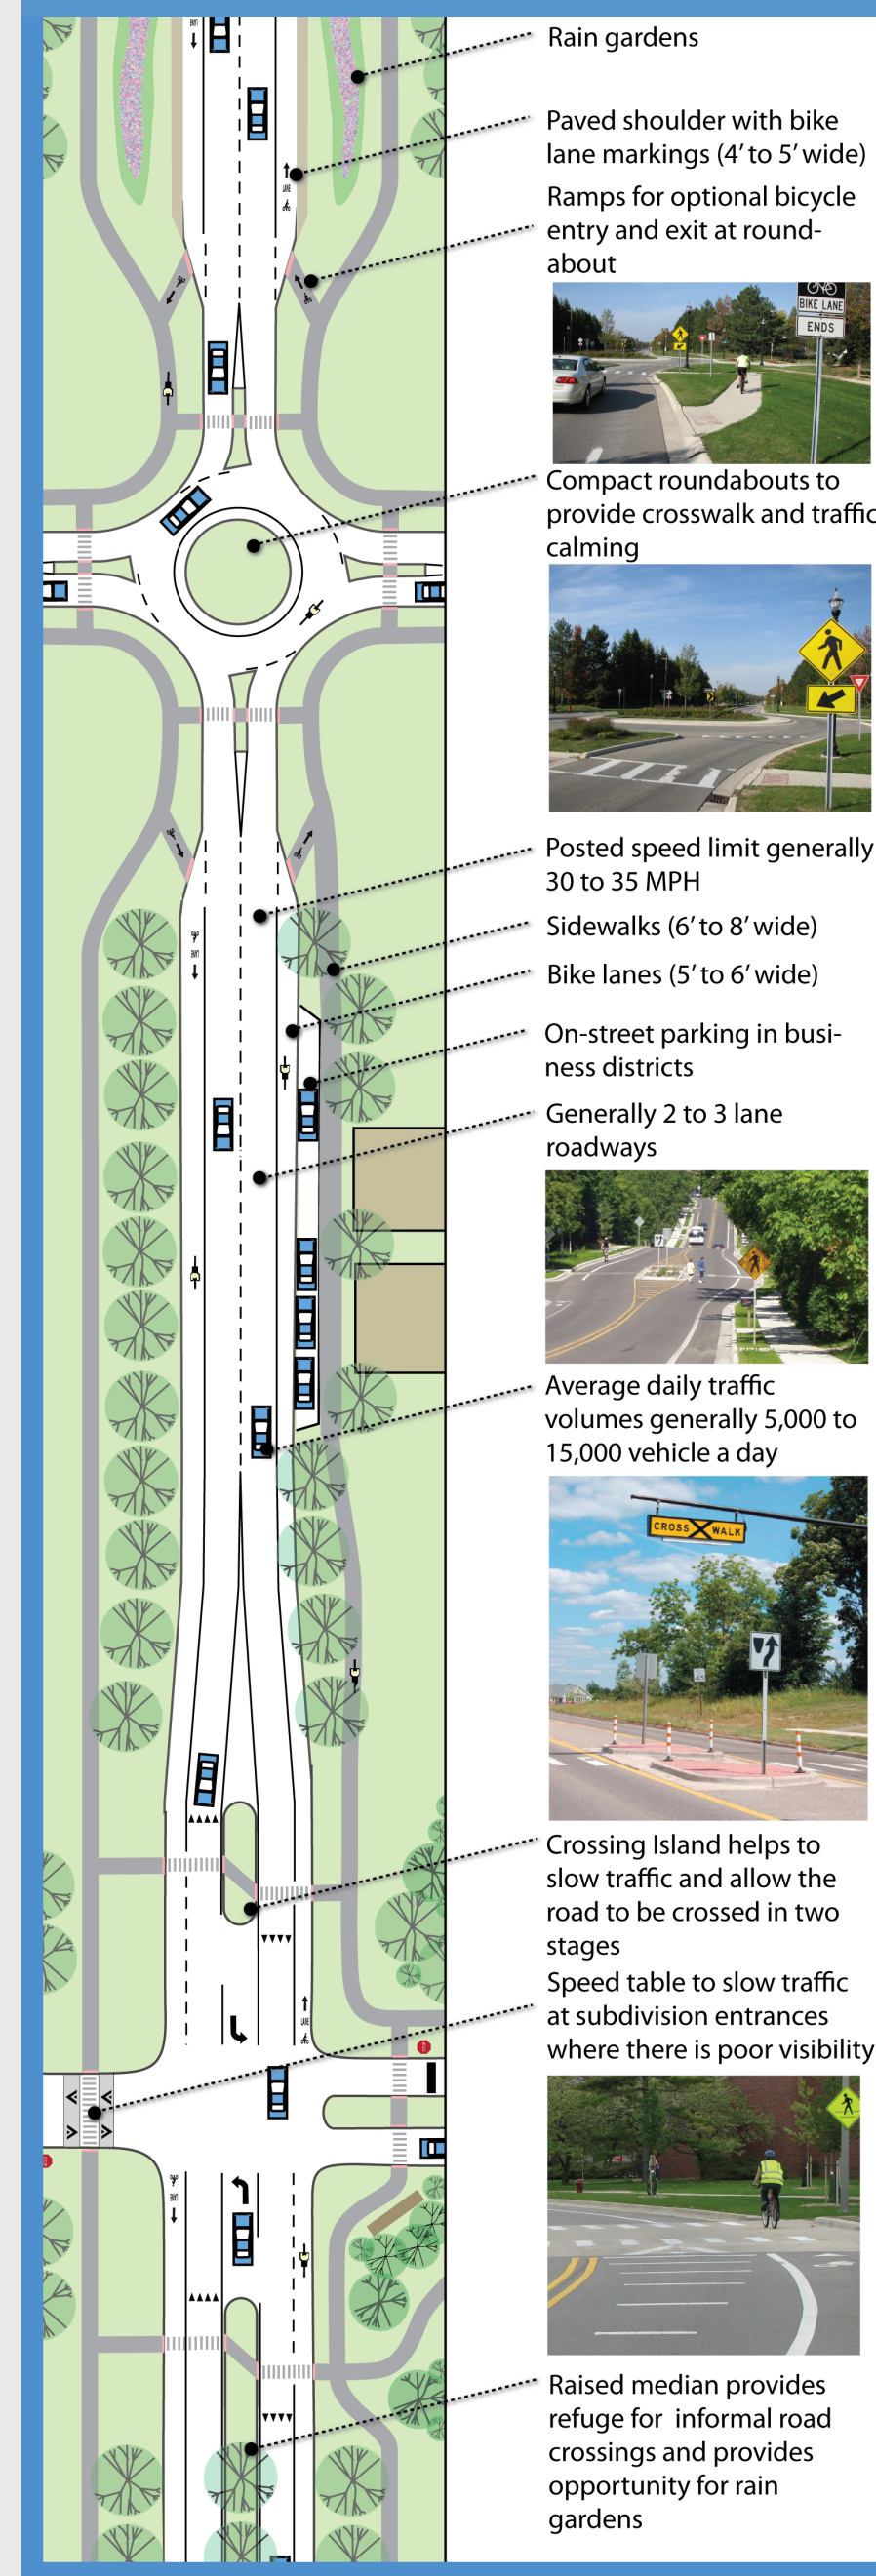 Rain gardens
Paved shoulder with bike
lane markings (4’ to 5’ wide)
Ramps for optional bicycle
entry and exit at round-
about
BIKE LANE
ENDS
Compact roundabouts to
provide crosswalk and traffic
calming
Posted speed limit generally
30 to 35 MPH
Sidewalks (6’ to 8’ wide)
Bike lanes (5’ to 6’ wide)
On-street parking in busi-
ness districts
Generally 2 to 3 lane
roadways
Average daily traffic
volumes generally 5,000 to
15,000 vehicle a day
CROSS WALK
Crossing Island helps to
slow traffic and allow the
road to be crossed in two
stages
Speed table to slow traffic
at subdivision entrances
where there is poor visibility
Raised median provides
refuge for informal road
crossings and provides
opportunity for rain
gardens
LANE
LANE
LANE
LANE
LANE